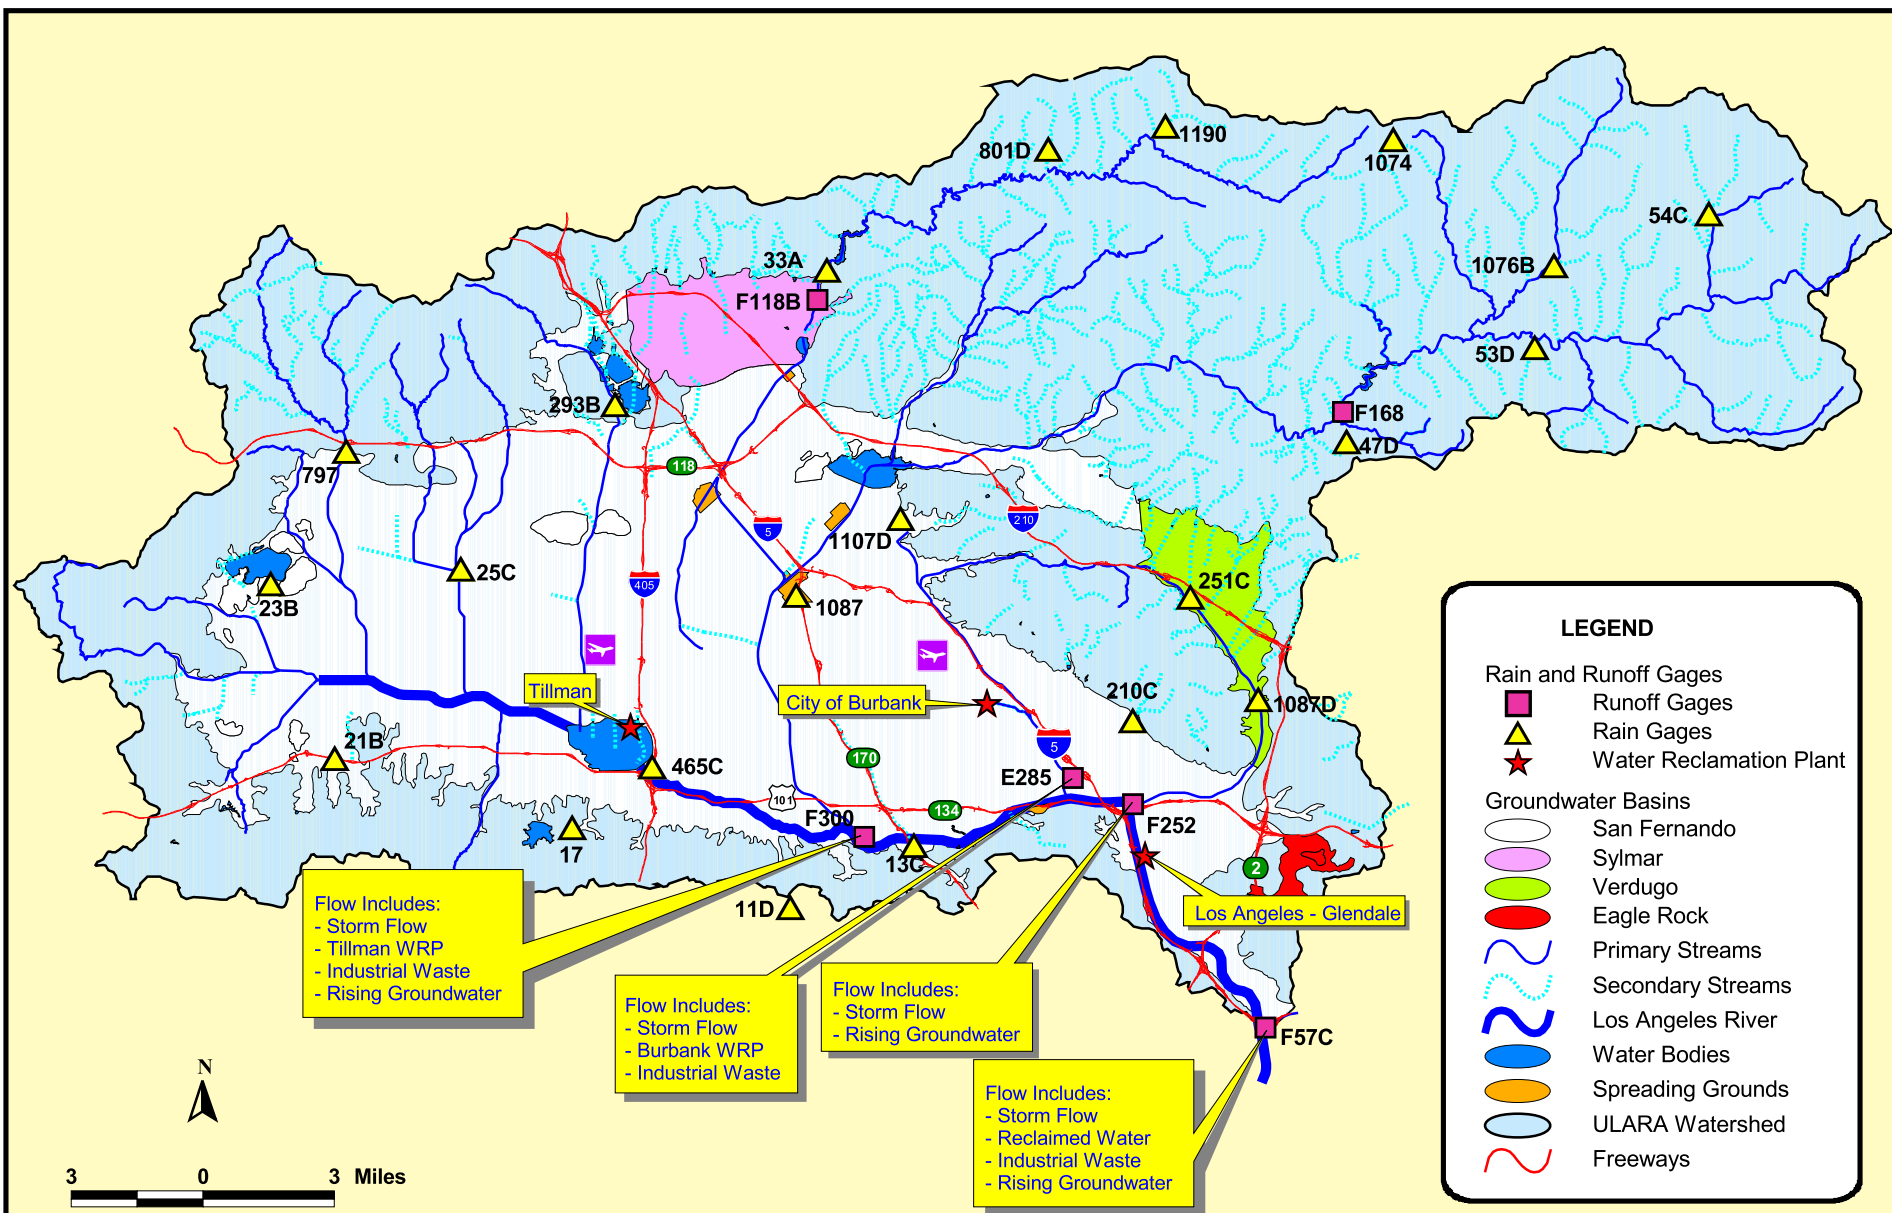 1190
801D
1074
54C
33A
1076B
F118B
53D
293B
F168
47D
797
118
5
210
1107D
25C
405
251C
23B
1087
Tillman
City of Burbank
210C
1087D
21B
465C
5
170
E285
101
134
F300
F252
17
13C
2
11D
Los Angeles - Glendale
F57C
Flow Includes:
- Storm Flow
- Tillman WRP
- Industrial Waste
- Rising Groundwater
Flow Includes:
- Storm Flow
- Burbank WRP
- Industrial Waste
Flow Includes:
- Storm Flow
- Rising Groundwater
Flow Includes:
- Storm Flow
- Reclaimed Water
- Industrial Waste
- Rising Groundwater
N
3 0 3 Miles
LEGEND
Rain and Runoff Gages
Runoff Gages
Rain Gages
Water Reclamation Plant
Groundwater Basins
San Fernando
Sylmar
Verdugo
Eagle Rock
Primary Streams
Secondary Streams
Los Angeles River
Water Bodies
Spreading Grounds
ULARA Watershed
Freeways